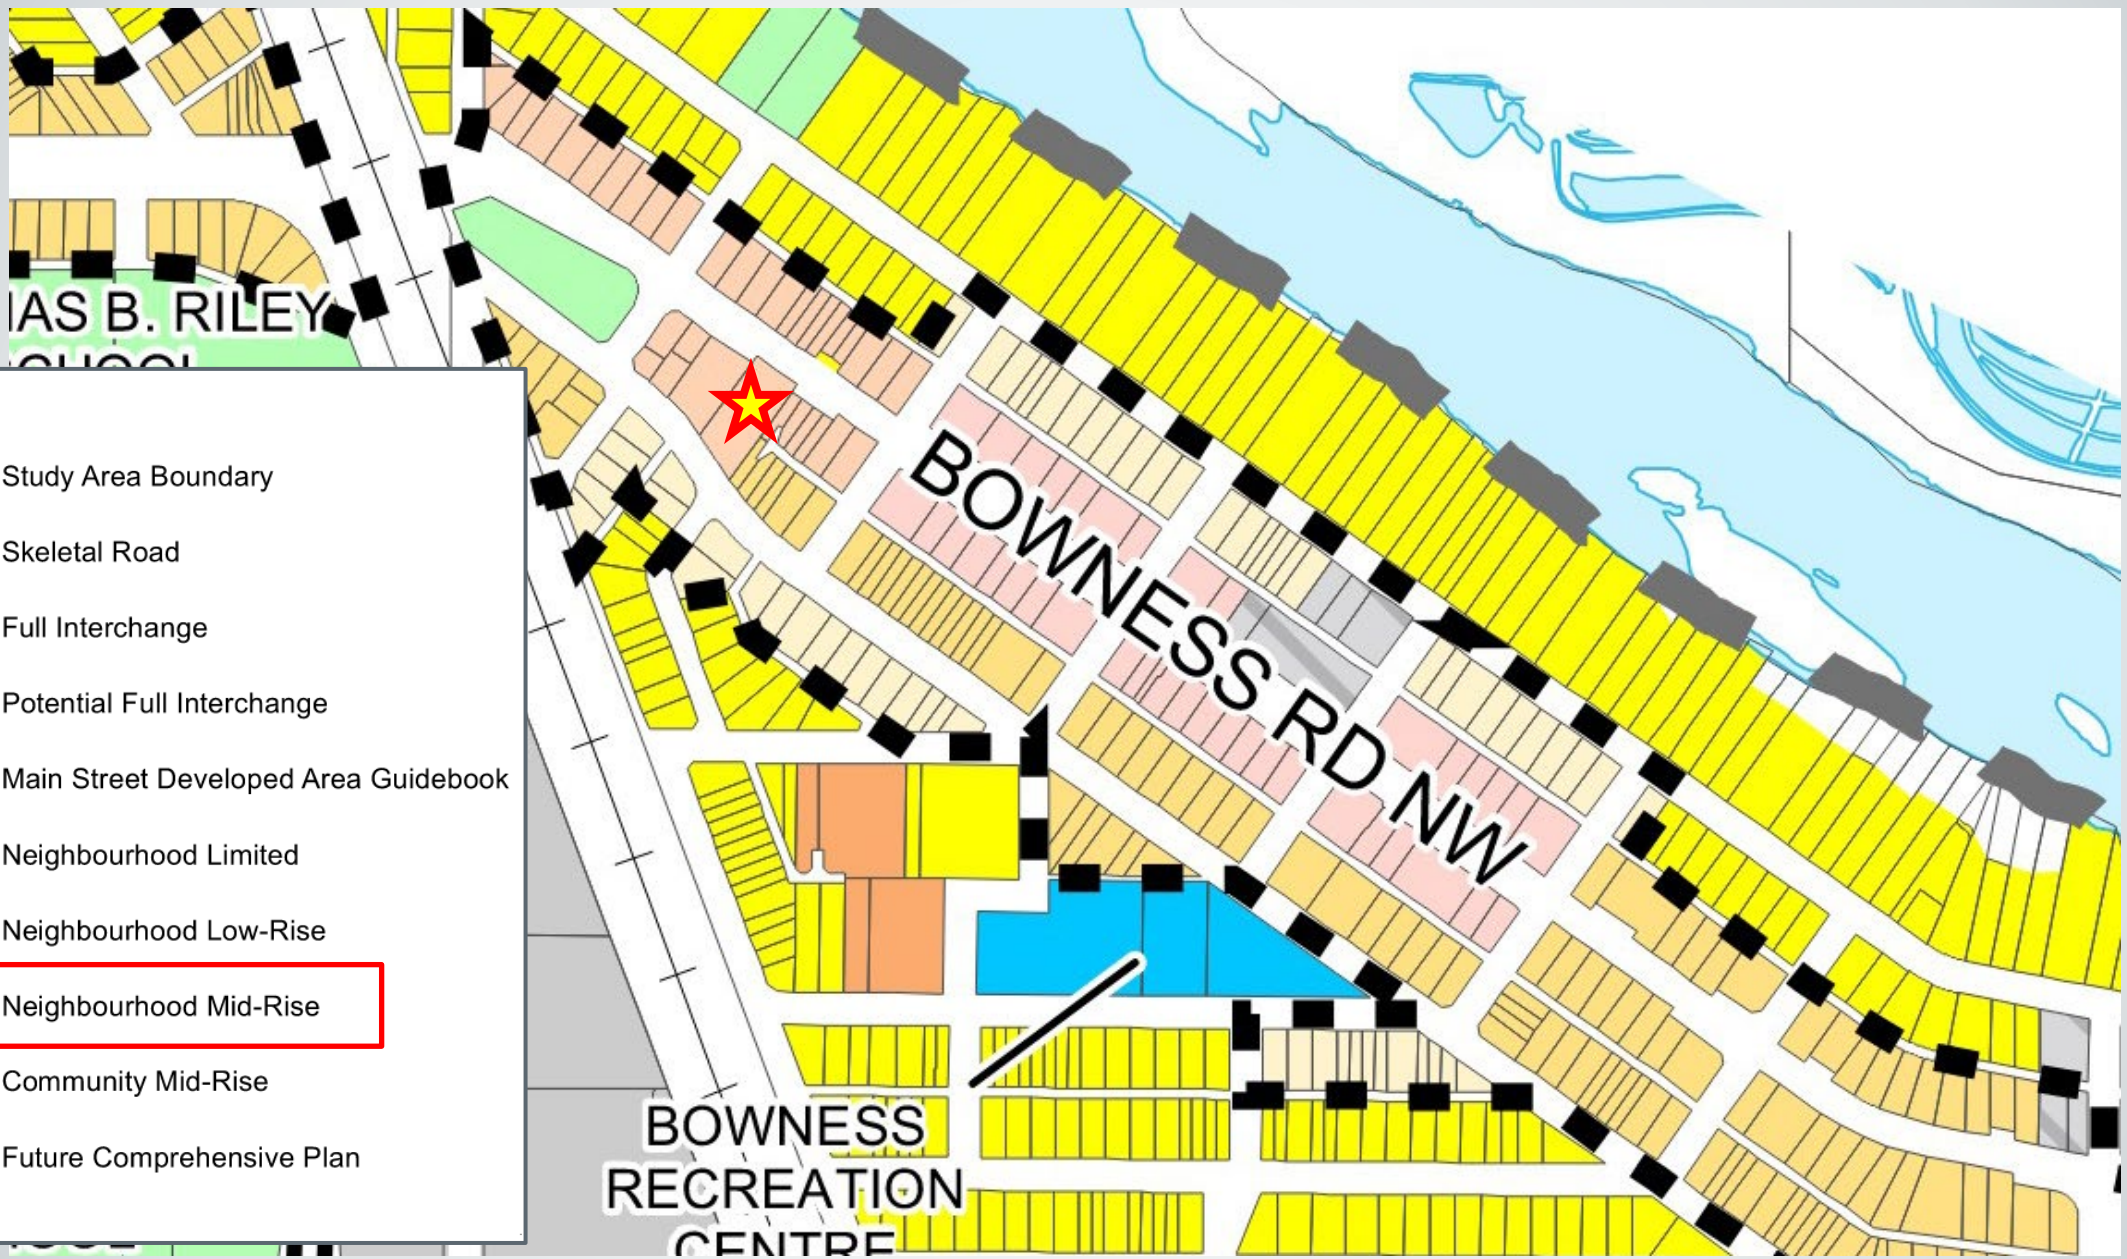 IAS B. RILEY
SCHOOL
Study Area Boundary
Skeletal Road
Full Interchange
Potential Full Interchange
Main Street Developed Area Guidebook
Neighbourhood Limited
Neighbourhood Low-Rise
Neighbourhood Mid-Rise
Community Mid-Rise
Future Comprehensive Plan
BOWNESS RD NW
BOWNESS
RECREATION
CENTRE